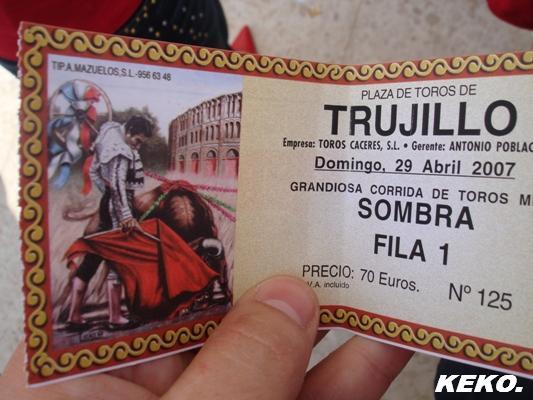 TIP.A.MAZUELOS,S.L.-956 63 48
PLAZA DE TOROS DE
TRUJILLO
Empresa: TOROS CACERES, S.L. • Gerente: ANTONIO POBLAC
Domingo, 29 Abril 2007
GRANDIOSA CORRIDA DE TOROS MI
SOMBRA
FILA 1
PRECIO: 70 Euros.
V.A. incluido
Nº 125
KEKO.